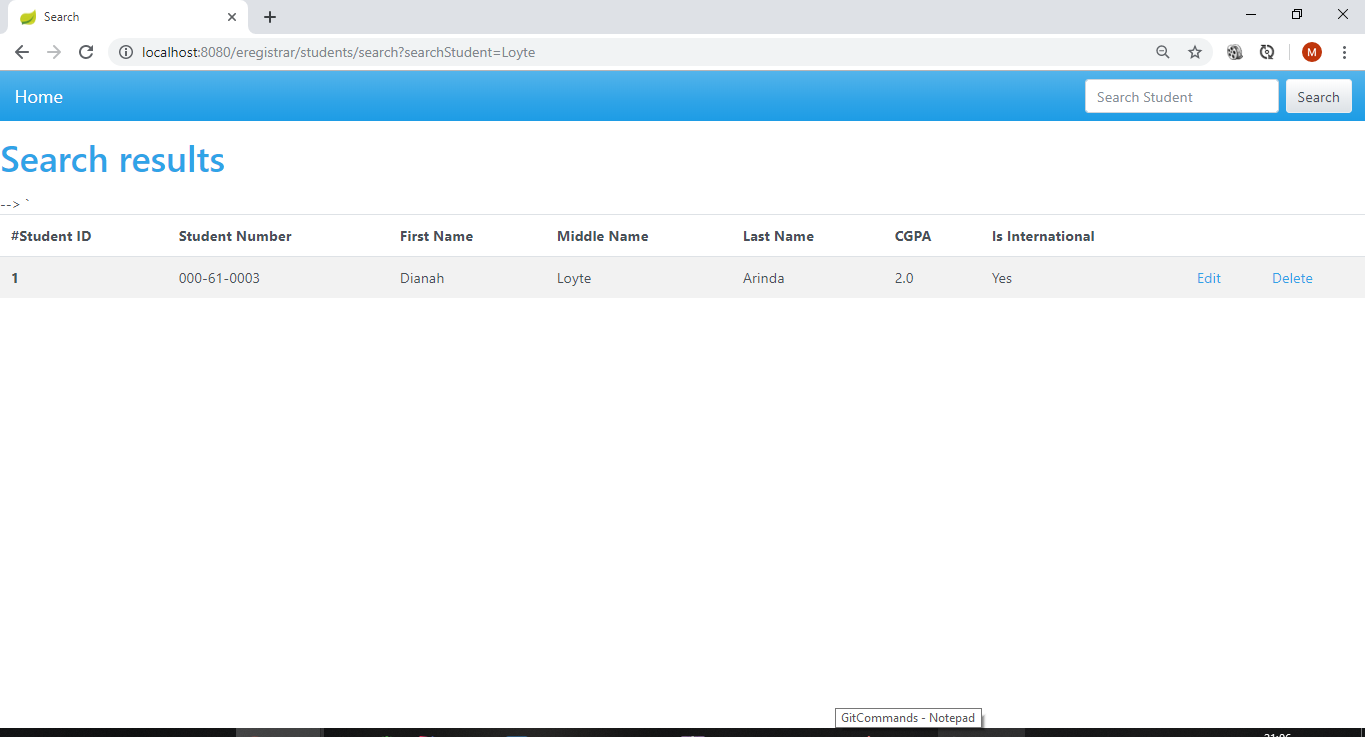 Search
localhost:8080/eregistrar/students/search?searchStudent=Loyte
M
Home
Search Student
Search
Search results
--> `
#Student ID Student Number First Name Middle Name Last Name CGPA Is International
1 000-61-0003 Dianah Loyte Arinda 2.0 Yes Edit Delete
GitCommands - Notepad